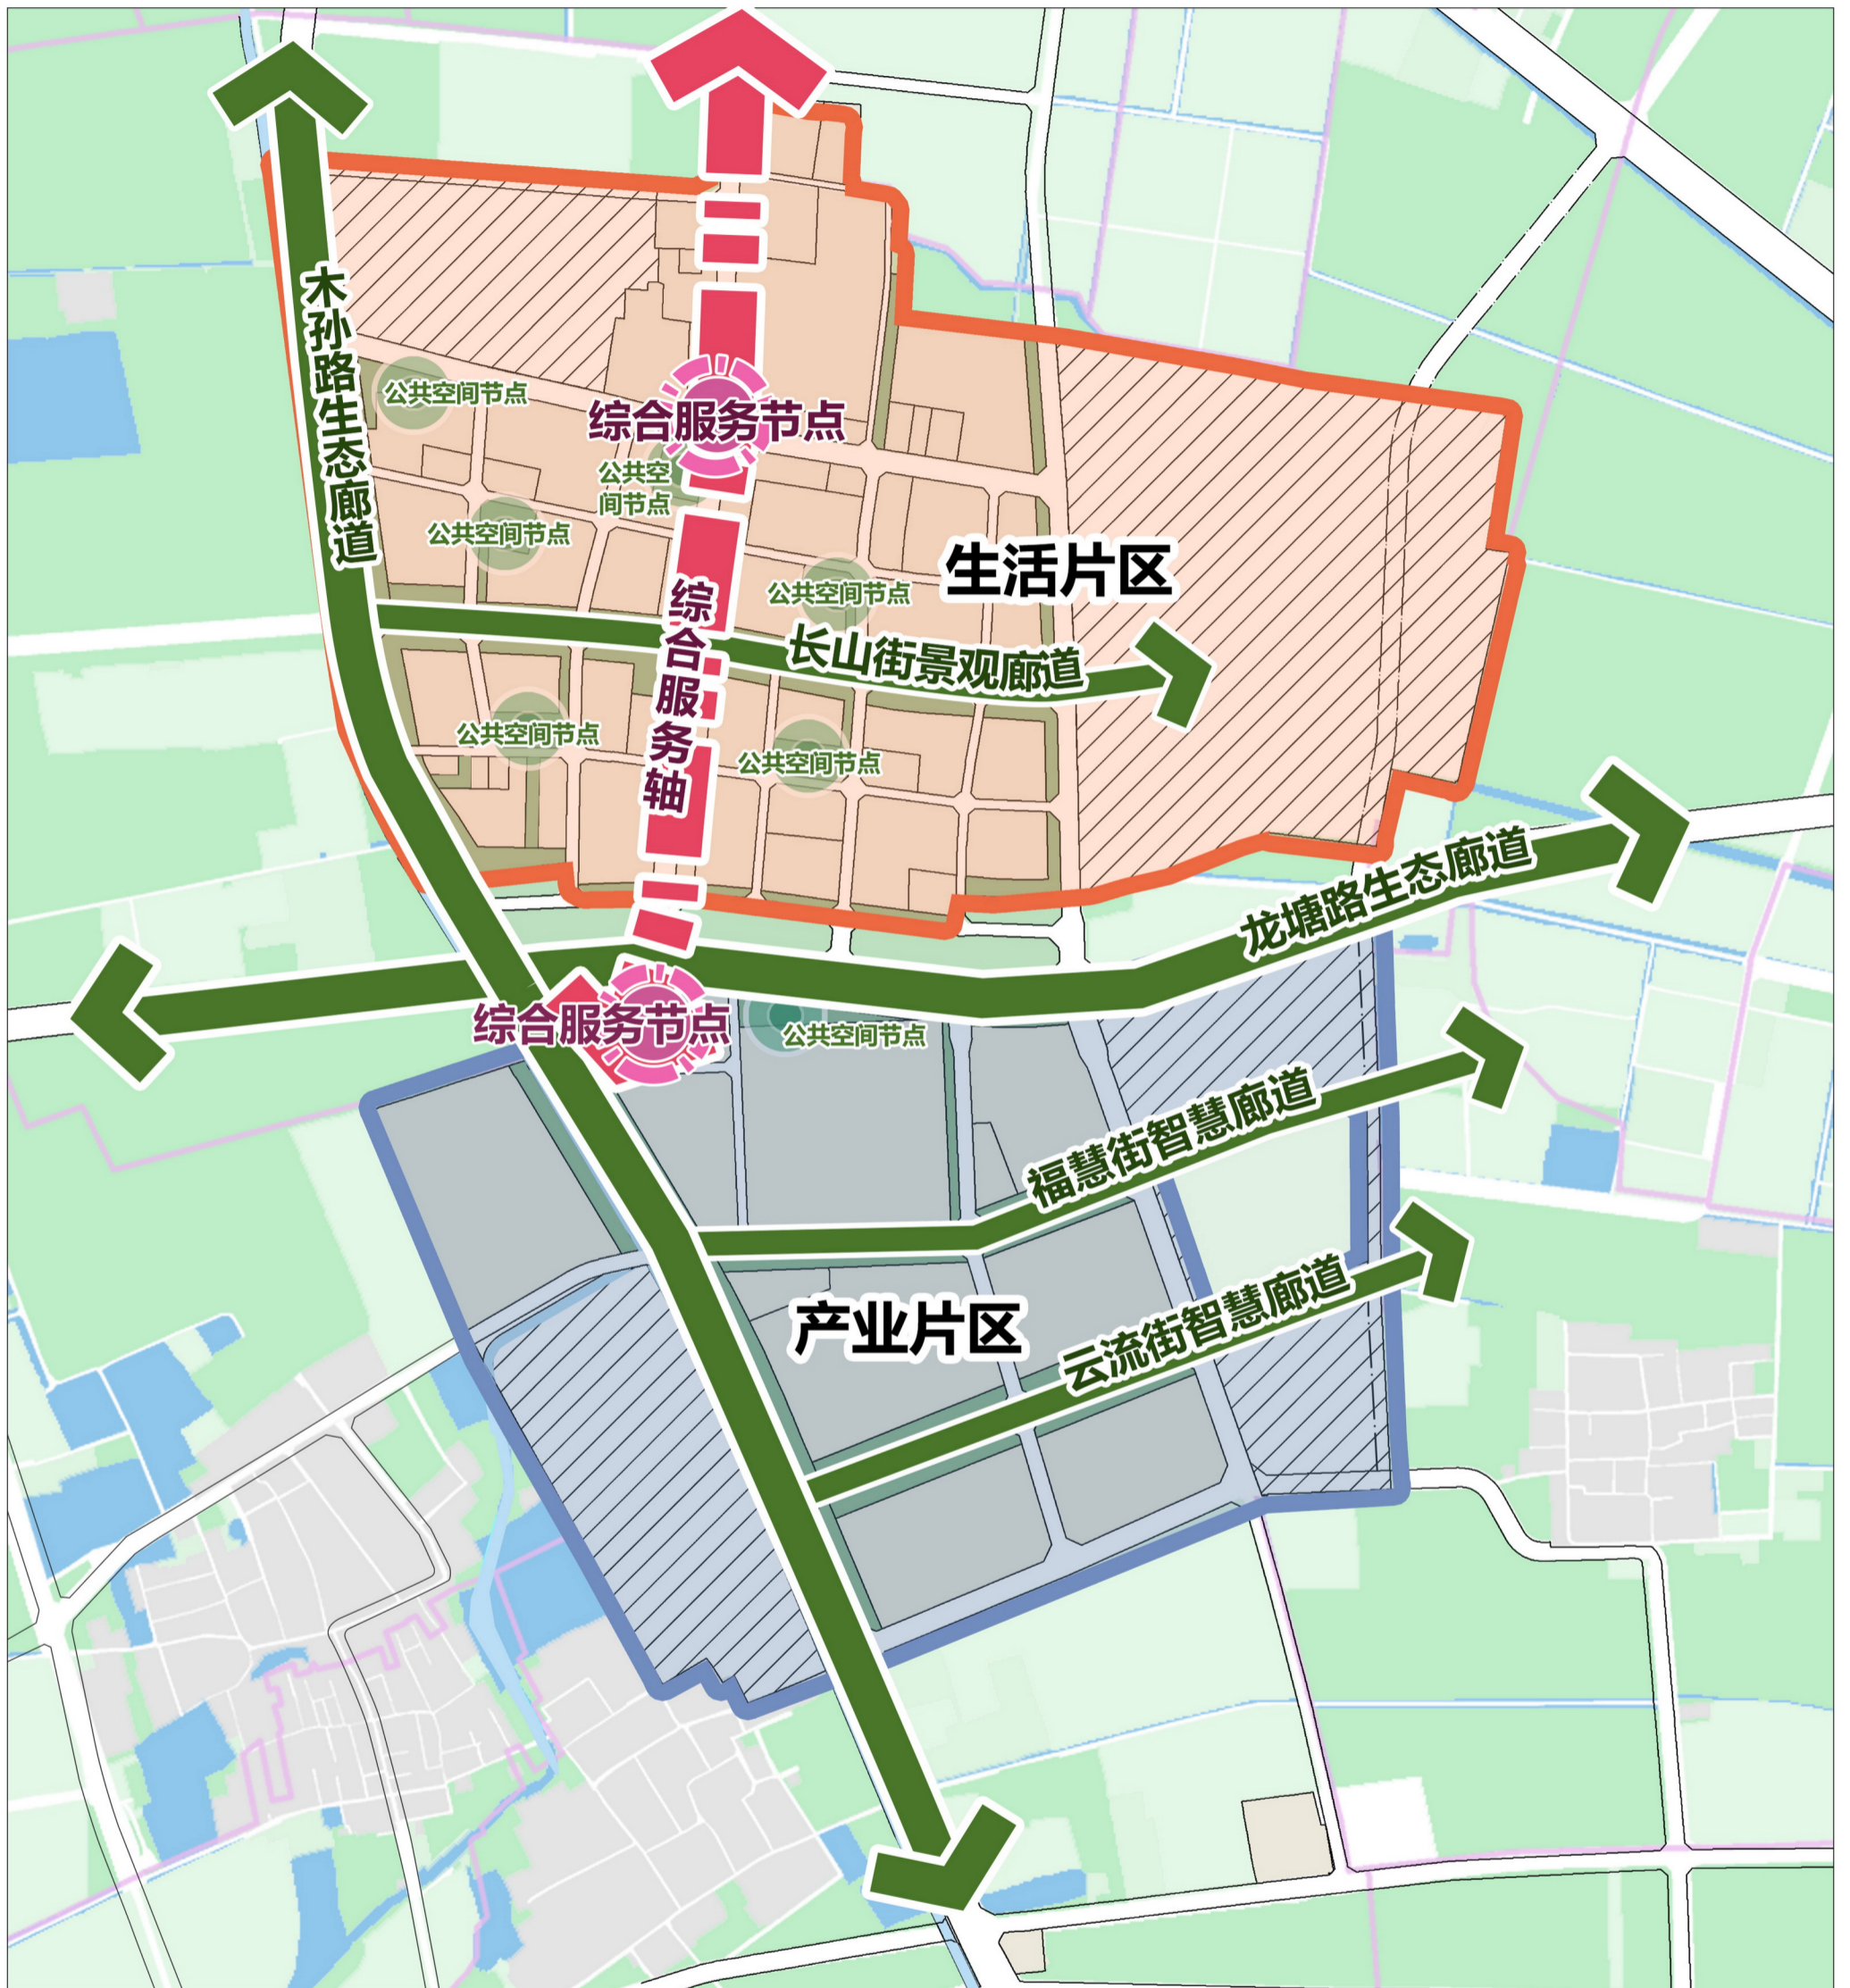 木孙路生态廊道
公共空间节点
综合服务节点
公共空
间节点
公共空间节点
生活片区
公共空间节点
综合服务轴
长山街景观廊道
公共空间节点
公共空间节点
龙塘路生态廊道
综合服务节点
公共空间节点
福慧街智慧廊道
产业片区
云流街智慧廊道